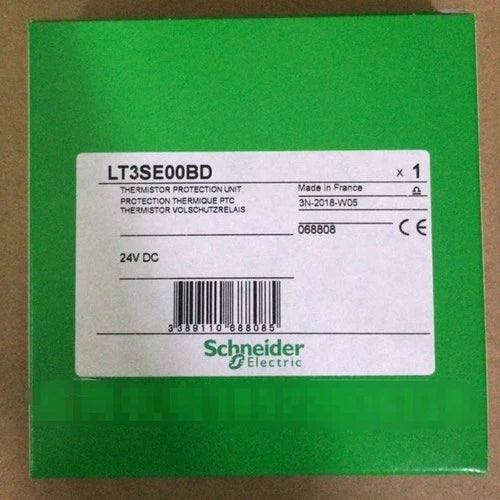 LT3SE00BD x 1
THERMISTOR PROTECTION UNIT Made in France
PROTECTION THERMIQUE PTC 3N-2018-W05
THERMISTOR VOLSCHUTZRELAIS
068808 CE
24V DC
3 389110 688085
Schneider
Electric